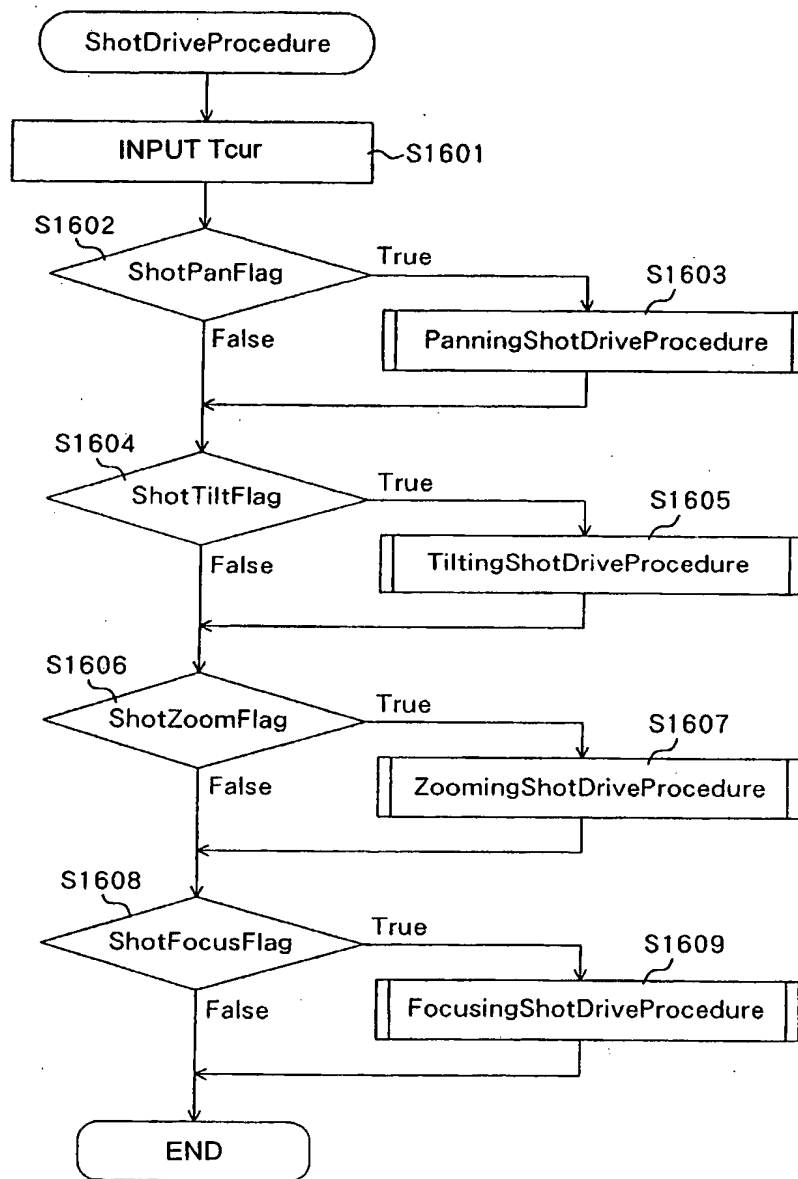 ShotDriveProcedure
INPUT Tcur
S1601
S1602
ShotPanFlag
True
S1603
PanningShotDriveProcedure
False
S1604
ShotTiltFlag
True
S1605
TiltingShotDriveProcedure
False
S1606
ShotZoomFlag
True
S1607
ZoomingShotDriveProcedure
False
S1608
ShotFocusFlag
True
S1609
FocusingShotDriveProcedure
False
END